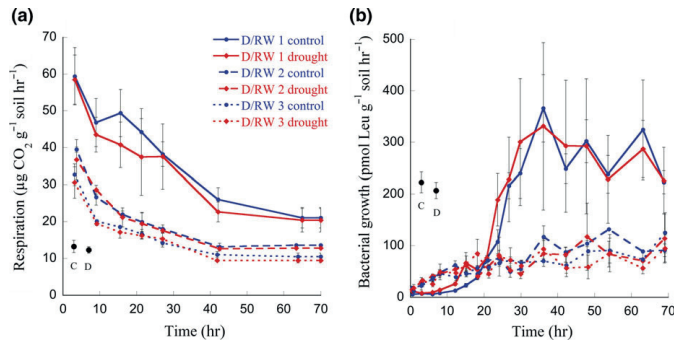 (a)
70
60
50
40
30
20
10
0
0 10 20 30 40 50 60 70
Respiration (µg CO₂ g⁻¹ soil hr⁻¹)
Time (hr)
D/RW 1 control
D/RW 1 drought
D/RW 2 control
D/RW 2 drought
D/RW 3 control
D/RW 3 drought
C D
(b)
500
400
300
200
100
0
0 10 20 30 40 50 60 70
Bacterial growth (pmol Leu g⁻¹ soil hr⁻¹)
Time (hr)
C D